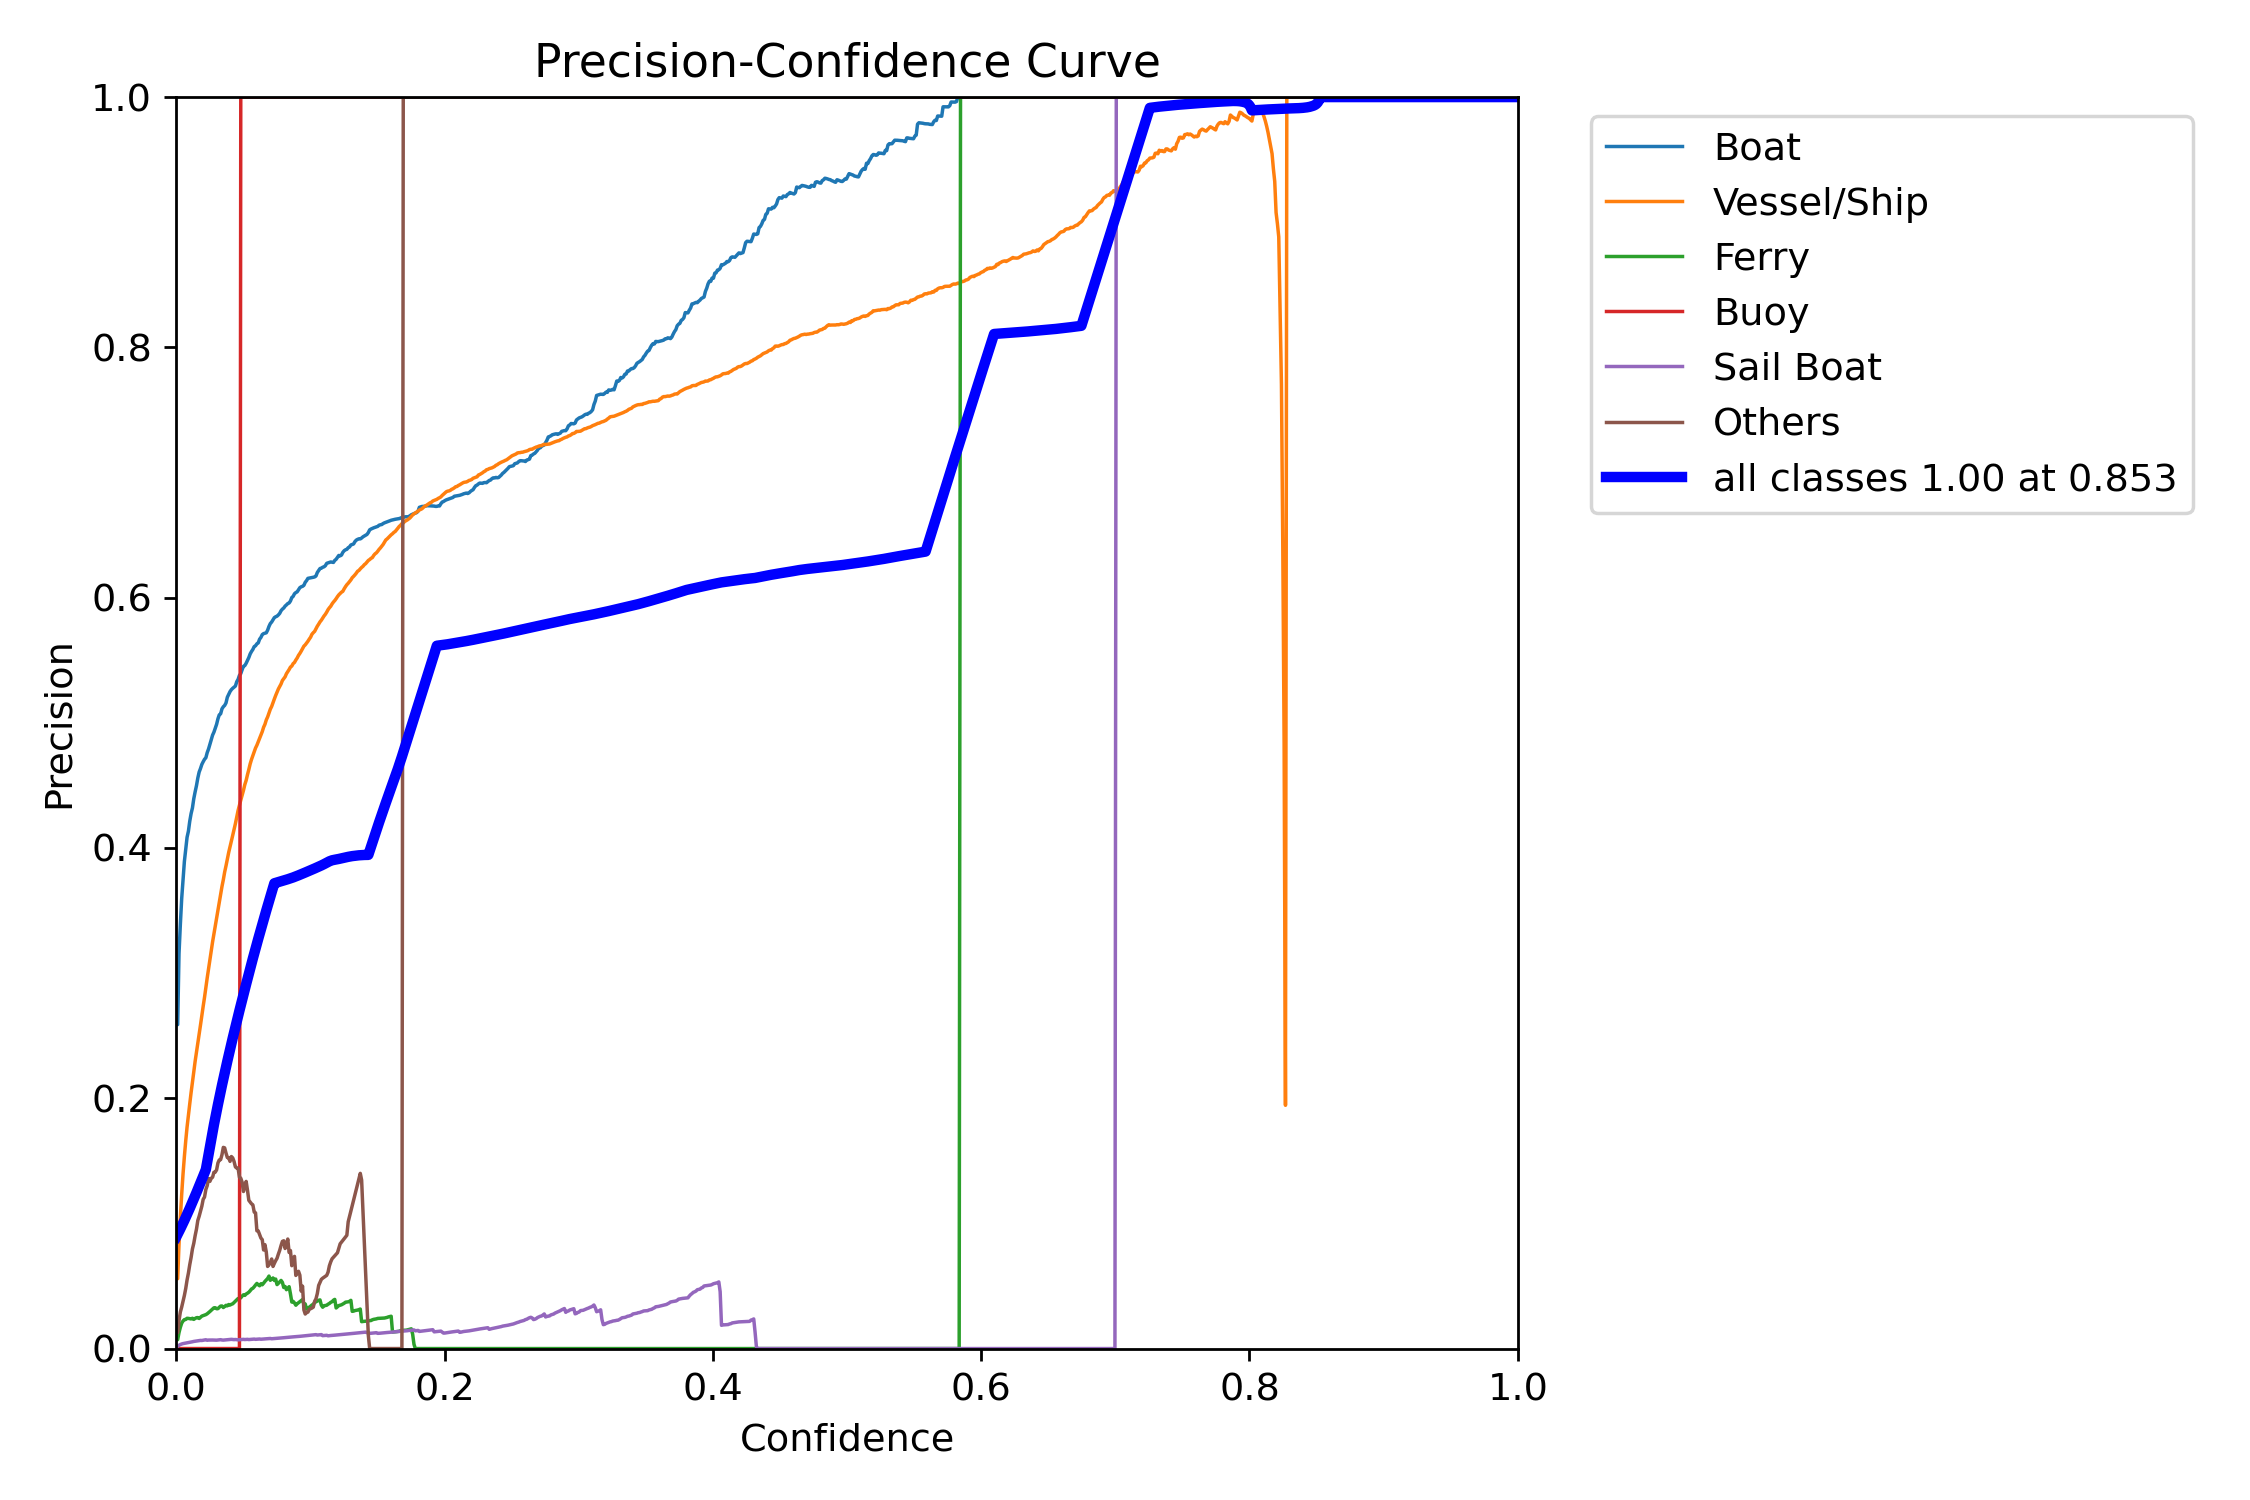 Precision-Confidence Curve
1.0
0.8
0.6
0.4
0.2
0.0
Precision
0.0 0.2 0.4 0.6 0.8 1.0
Confidence
Boat
Vessel/Ship
Ferry
Buoy
Sail Boat
Others
all classes 1.00 at 0.853